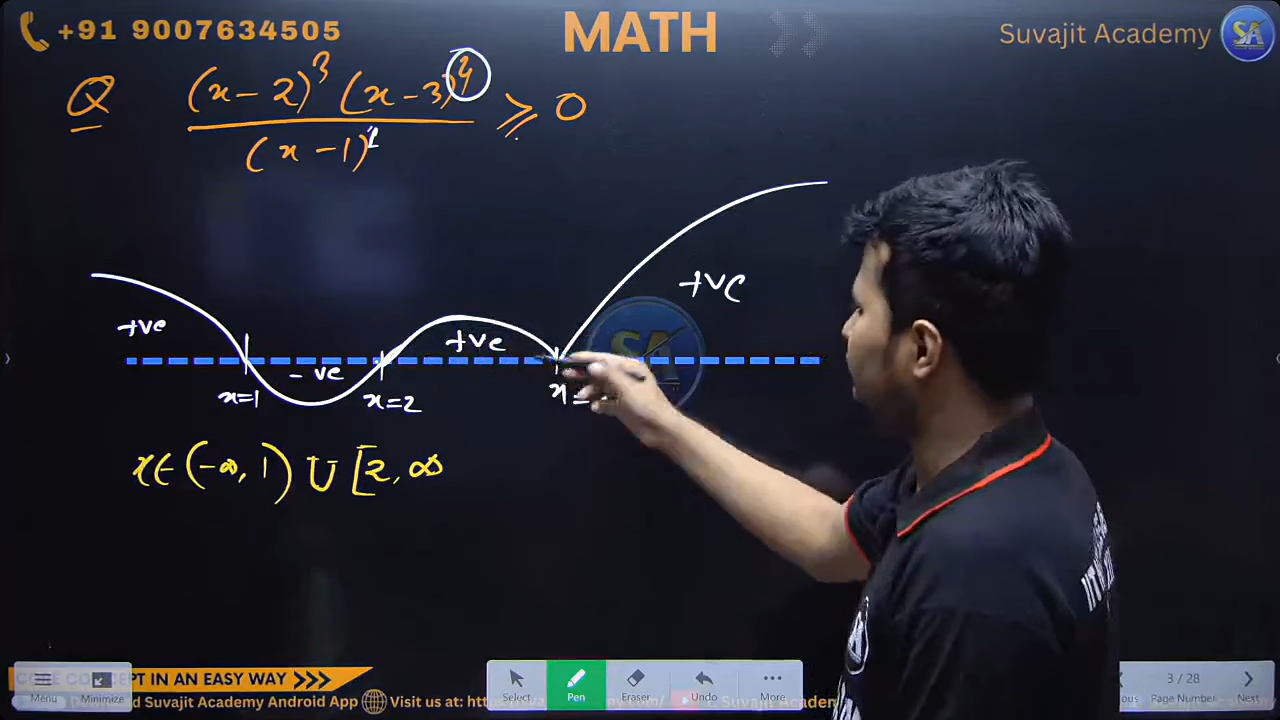 +91 9007634505
MATH
Suvajit Academy
SA
Q (x-2)³ (x-3)⁴ / (x-1)¹ ≥ 0
+ve
-ve
+ve
+ve
x=1
x=2
x=
x∈ (-∞, 1) ∪ [2, ∞
CONCEPT IN AN EASY WAY >>>
Suvajit Academy Android App
Visit us at:
Menu
Minimize
Select
Pen
Eraser
Undo
More
3 / 28
Page Number
Next